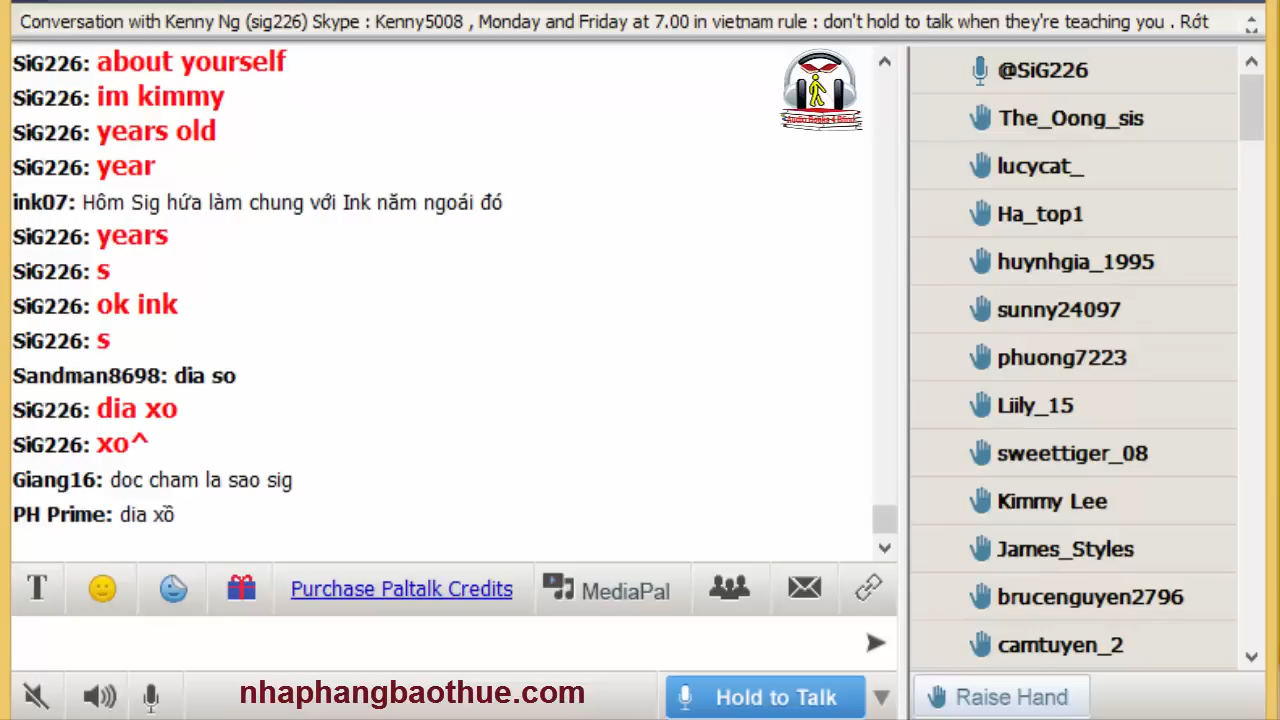 Conversation with Kenny Ng (sig226) Skype : Kenny5008 , Monday and Friday at 7.00 in vietnam rule : don't hold to talk when they're teaching you . Rớt
SiG226: about yourself
SiG226: im kimmy
SiG226: years old
SiG226: year
ink07: Hôm Sig hứa làm chung với Ink năm ngoái đó
SiG226: years
SiG226: s
SiG226: ok ink
SiG226: s
Sandman8698: dia so
SiG226: dia xo
SiG226: xo^
Giang16: doc cham la sao sig
PH Prime: dia xồ
@SiG226
The_Oong_sis
lucycat_
Ha_top1
huynhgia_1995
sunny24097
phuong7223
Liily_15
sweettiger_08
Kimmy Lee
James_Styles
brucenguyen2796
camtuyen_2
T
Purchase Paltalk Credits
MediaPal
nhaphangbaothue.com
Hold to Talk
Raise Hand